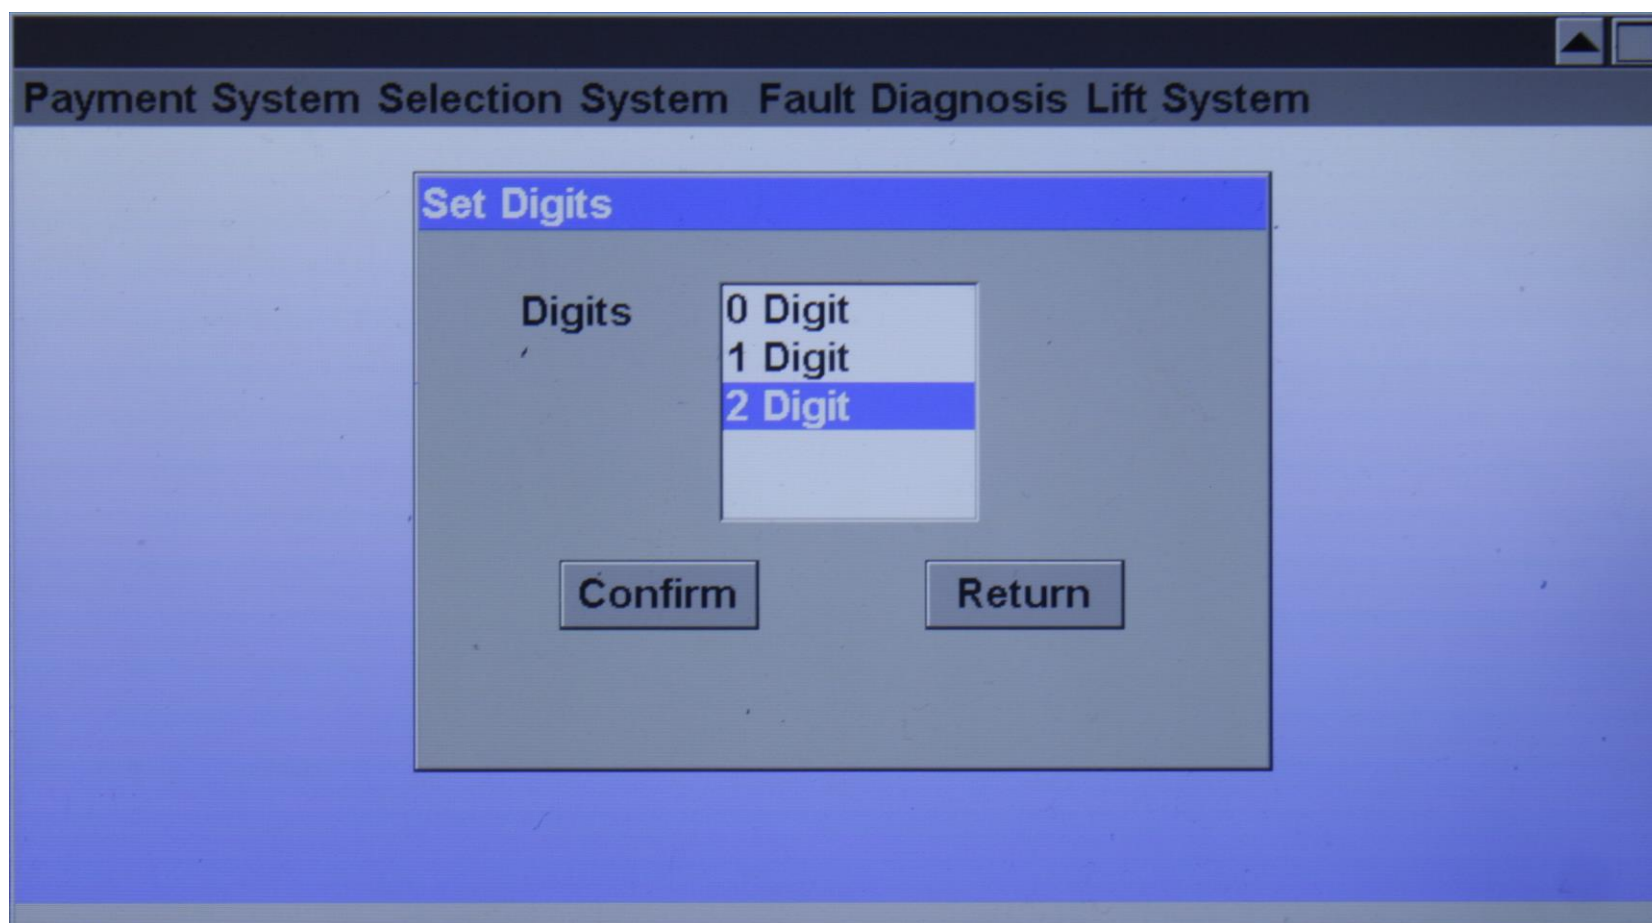 Payment System Selection System Fault Diagnosis Lift System
Set Digits
Digits
0 Digit
1 Digit
2 Digit
Confirm
Return